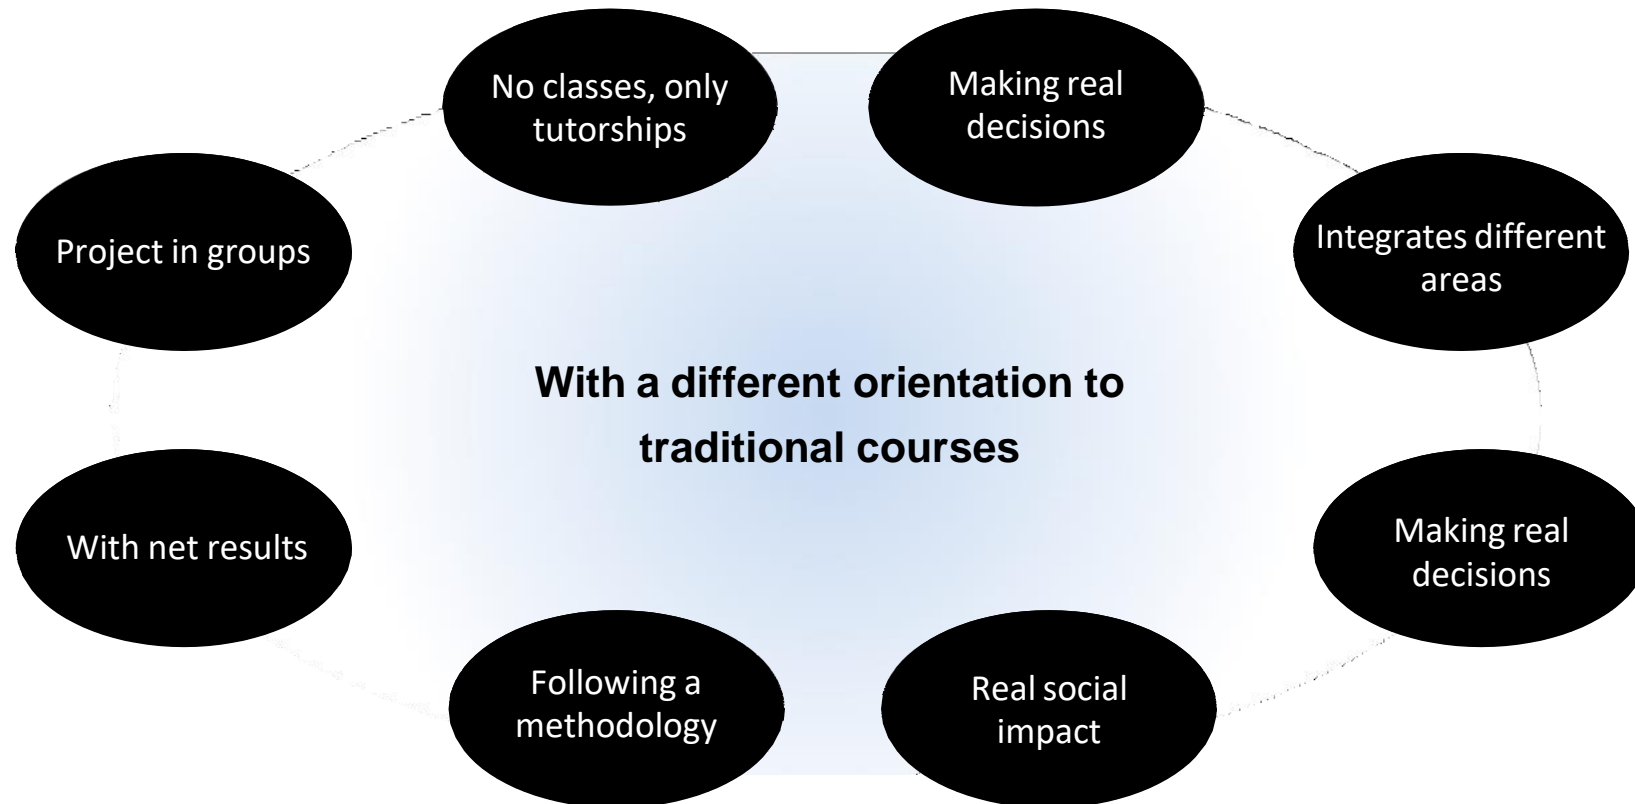 No classes, only
tutorships
Making real
decisions
Project in groups
Integrates different
areas
With a different orientation to
traditional courses
With net results
Making real
decisions
Following a
methodology
Real social
impact